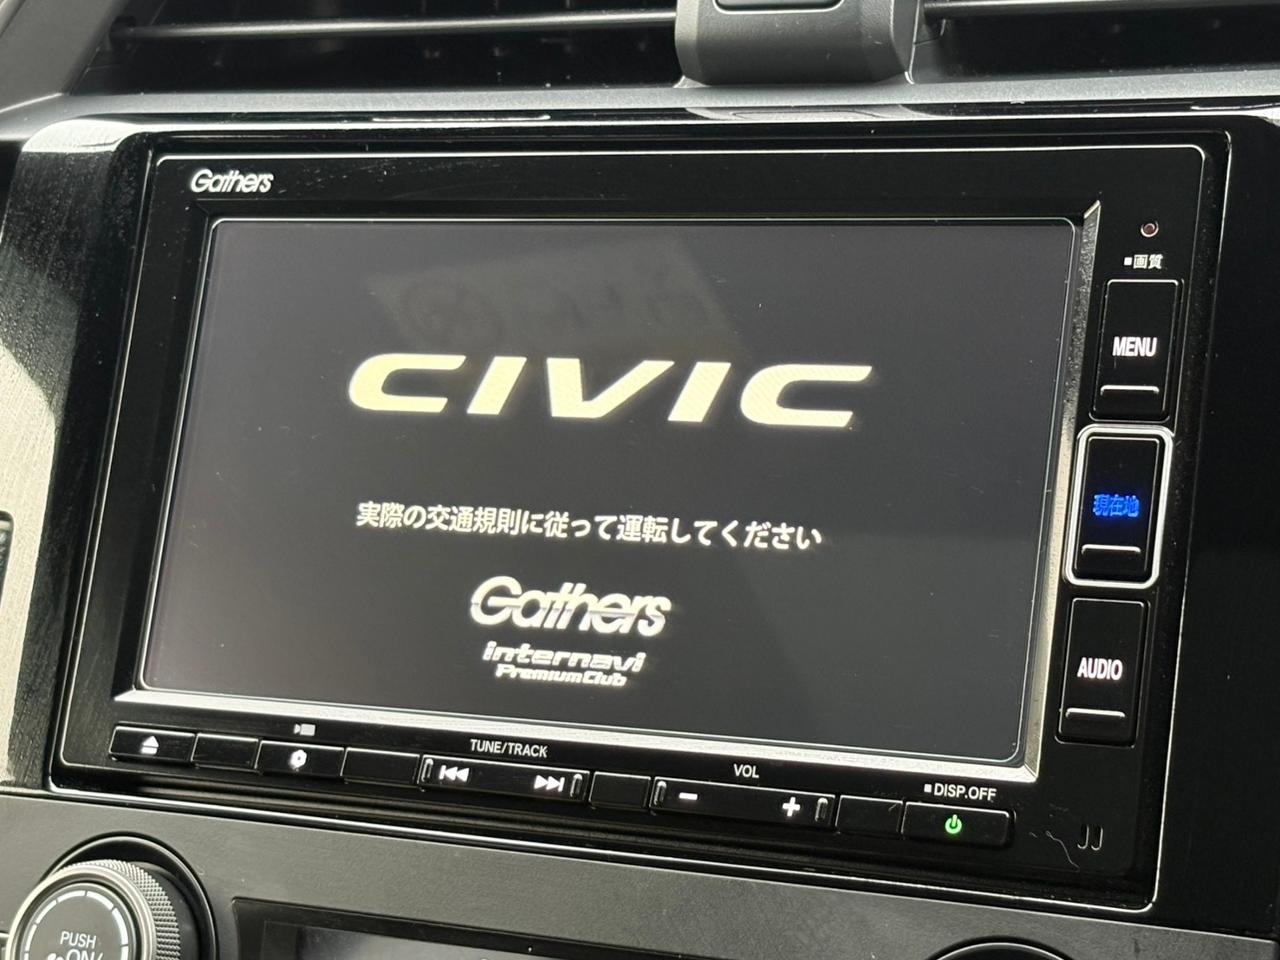 Gathers
■画質
MENU
CIVIC
現在地
実際の交通規則に従って運転してください
Gathers
internavi
PremiumClub
AUDIO
TUNE/TRACK
VOL
■DISP.OFF
PUSH
ON/